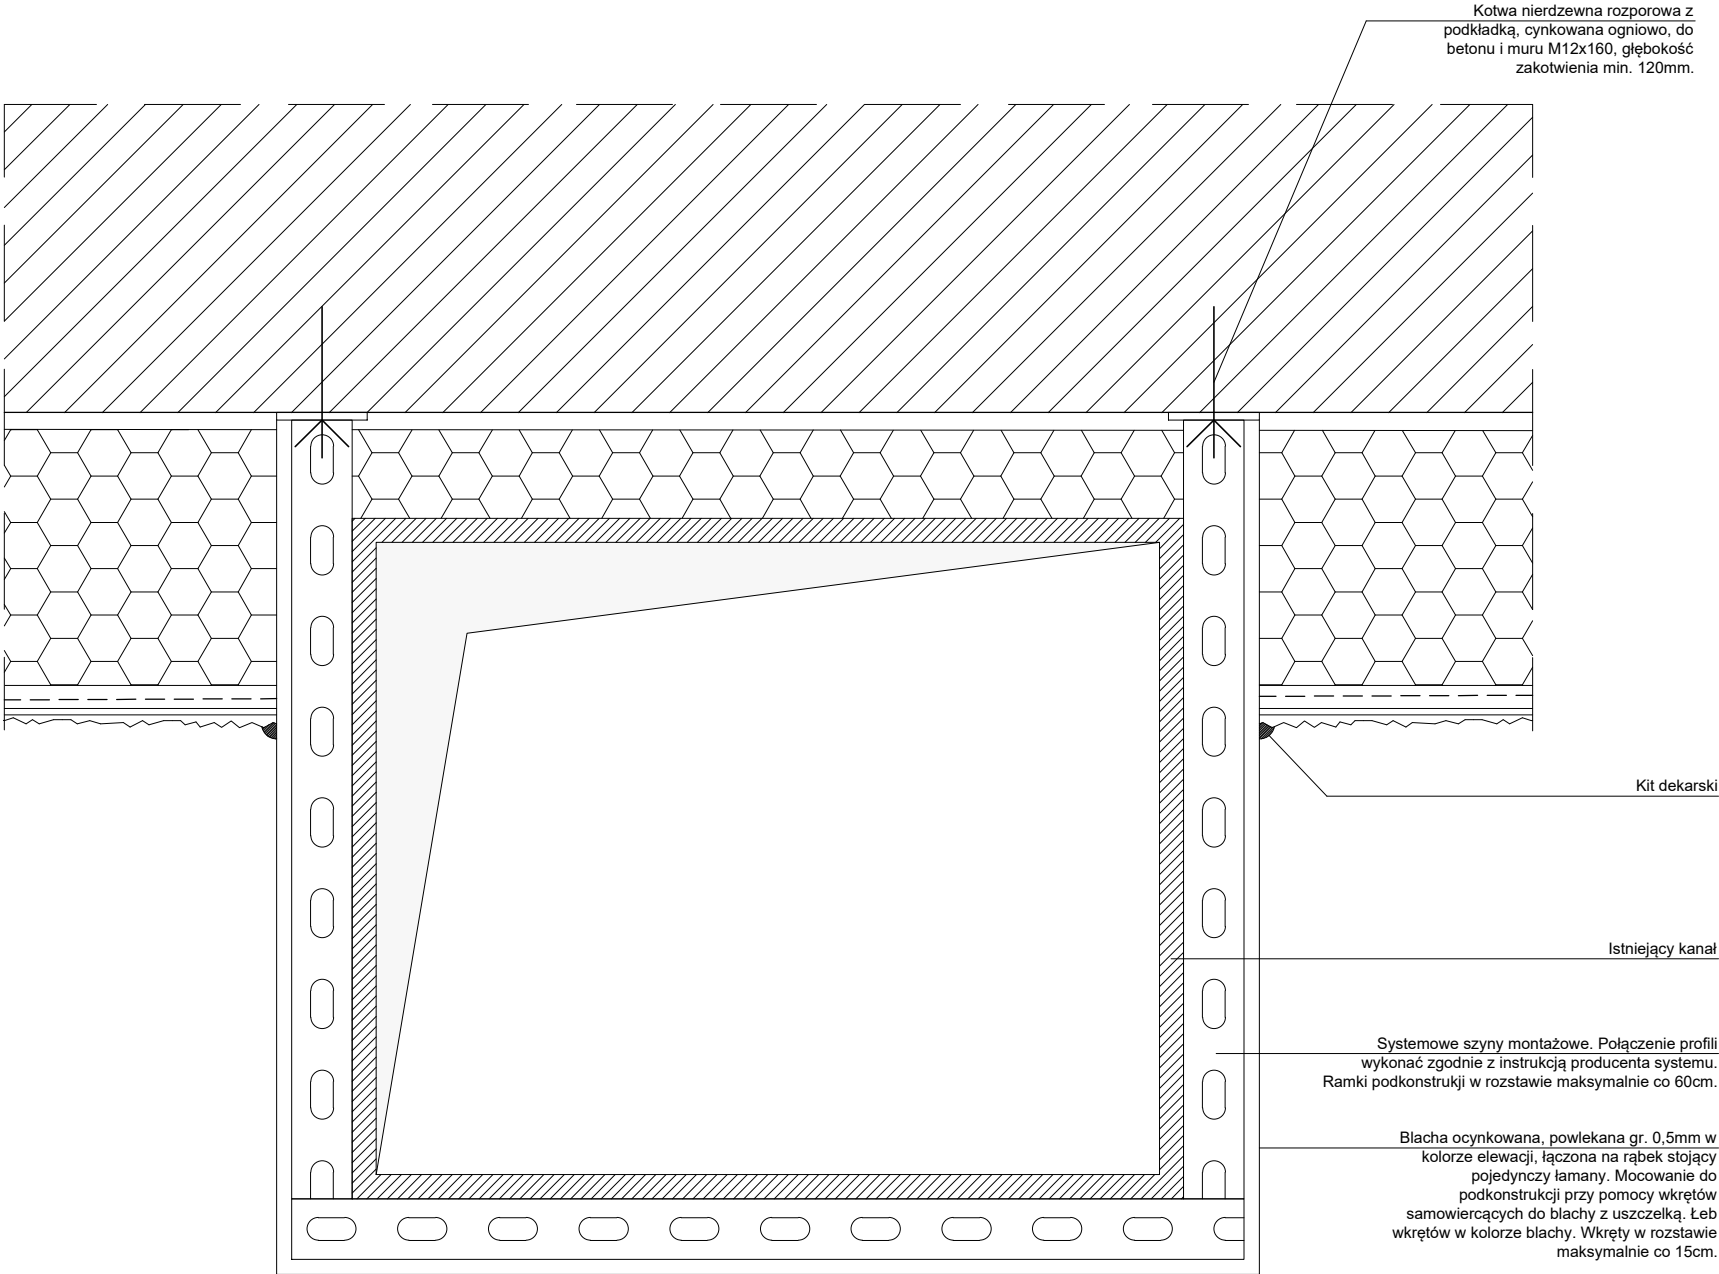 Kotwa nierdzewna rozporowa z
podkładką, cynkowana ogniowo, do
betonu i muru M12x160, głębokość
zakotwienia min. 120mm.
Kit dekarski
Istniejący kanał
Systemowe szyny montażowe. Połączenie profili
wykonać zgodnie z instrukcją producenta systemu.
Ramki podkonstrukji w rozstawie maksymalnie co 60cm.
Blacha ocynkowana, powlekana gr. 0,5mm w
kolorze elewacji, łączona na rąbek stojący
pojedynczy łamany. Mocowanie do
podkonstrukcji przy pomocy wkrętów
samowiercących do blachy z uszczelką. Łeb
wkrętów w kolorze blachy. Wkręty w rozstawie
maksymalnie co 15cm.